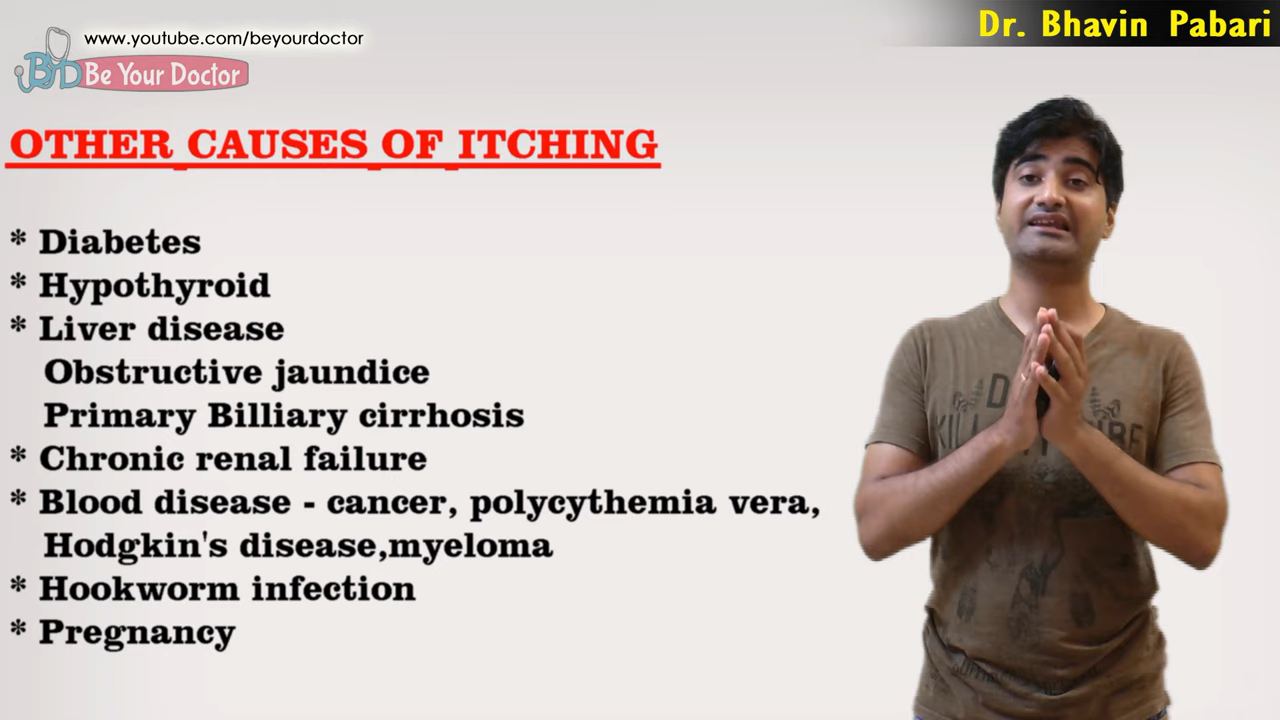 www.youtube.com/beyourdoctor
Dr. Bhavin Pabari
BYD Be Your Doctor
OTHER CAUSES OF ITCHING
* Diabetes
* Hypothyroid
* Liver disease
Obstructive jaundice
Primary Billiary cirrhosis
* Chronic renal failure
* Blood disease - cancer, polycythemia vera,
Hodgkin's disease,myeloma
* Hookworm infection
* Pregnancy